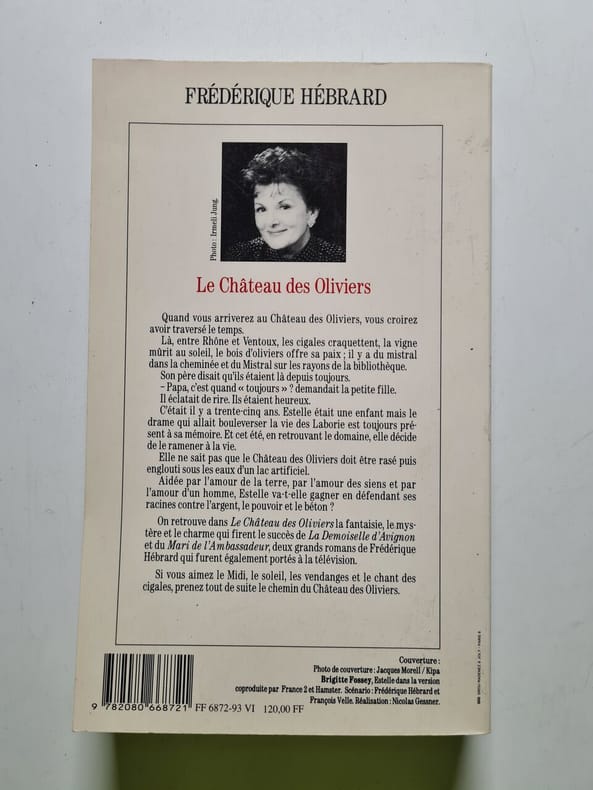 FRÉDÉRIQUE HÉBRARD
Photo : Irmeli Jung.
Le Château des Oliviers
Quand vous arriverez au Château des Oliviers, vous croirez
avoir traversé le temps.
Là, entre Rhône et Ventoux, les cigales craquettent, la vigne
mûrit au soleil, le bois d'oliviers offre sa paix ; il y a du mistral
dans la cheminée et du Mistral sur les rayons de la bibliothèque.
Son père disait qu'ils étaient là depuis toujours.
– Papa, c'est quand « toujours » ? demandait la petite fille.
Il éclatait de rire. Ils étaient heureux.
C'était il y a trente-cinq ans. Estelle était une enfant mais le
drame qui allait bouleverser la vie des Laborie est toujours pré-
sent à sa mémoire. Et cet été, en retrouvant le domaine, elle décide
de le ramener à la vie.
Elle ne sait pas que le Château des Oliviers doit être rasé puis
englouti sous les eaux d'un lac artificiel.
Aidée par l'amour de la terre, par l'amour des siens et par
l'amour d'un homme, Estelle va-t-elle gagner en défendant ses
racines contre l'argent, le pouvoir et le béton ?
On retrouve dans Le Château des Oliviers la fantaisie, le mys-
tère et le charme qui firent le succès de La Demoiselle d'Avignon
et du Mari de l'Ambassadeur, deux grands romans de Frédérique
Hébrard qui furent également portés à la télévision.
Si vous aimez le Midi, le soleil, les vendanges et le chant des
cigales, prenez tout de suite le chemin du Château des Oliviers.
Couverture :
Photo de couverture : Jacques Morell / Kipa
Brigitte Fossey, Estelle dans la version
coproduite par France 2 et Hamster. Scénario : Frédérique Hébrard et
François Velle. Réalisation : Nicolas Gessner.
9 782080 668721 FF 6872-93 VI 120,00 FF